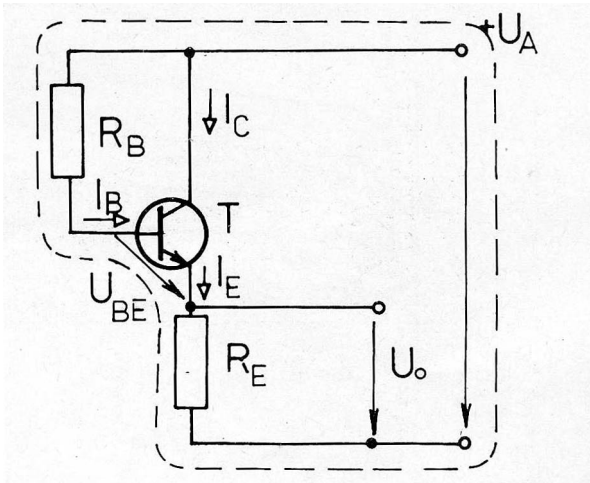 +U_A
R_B
I_C
I_B
T
I_E
U_BE
R_E
U_o